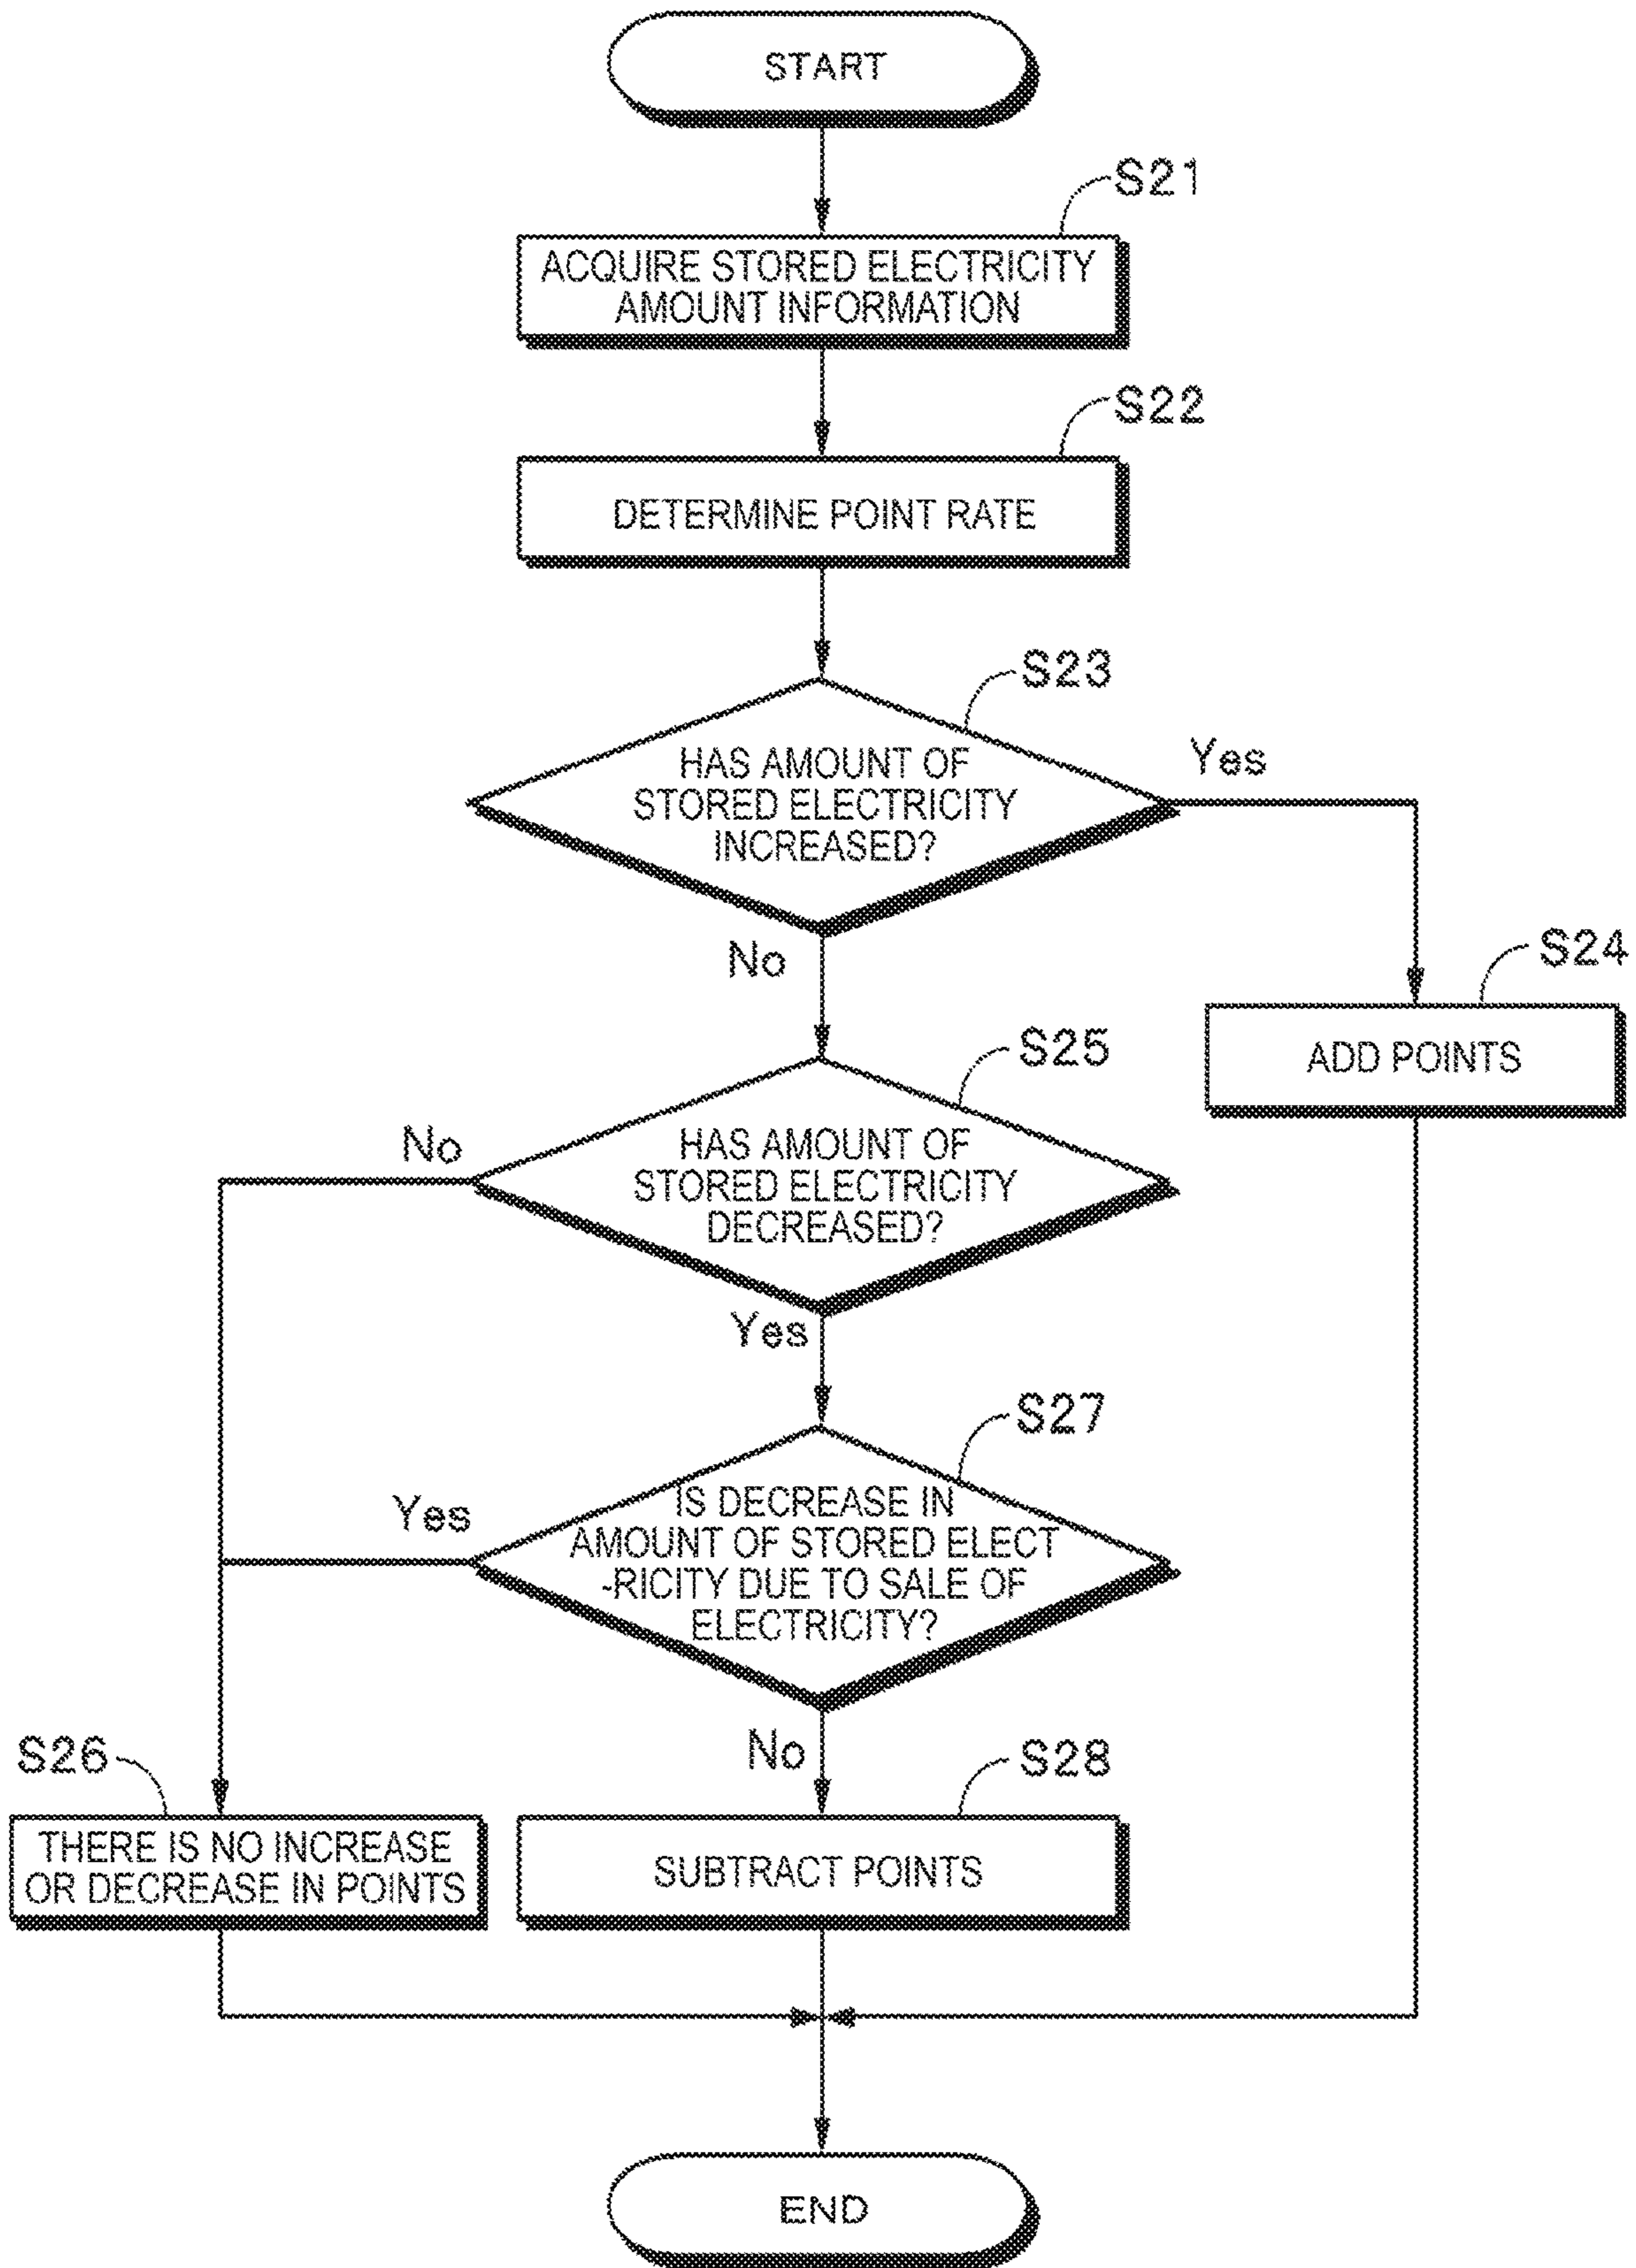 START
S21
ACQUIRE STORED ELECTRICITY
AMOUNT INFORMATION
S22
DETERMINE POINT RATE
S23
HAS AMOUNT OF
STORED ELECTRICITY
INCREASED?
Yes
No
S24
ADD POINTS
S25
HAS AMOUNT OF
STORED ELECTRICITY
DECREASED?
No
Yes
S27
IS DECREASE IN
AMOUNT OF STORED ELECT
-RICITY DUE TO SALE OF
ELECTRICITY?
Yes
No
S26
THERE IS NO INCREASE
OR DECREASE IN POINTS
S28
SUBTRACT POINTS
END